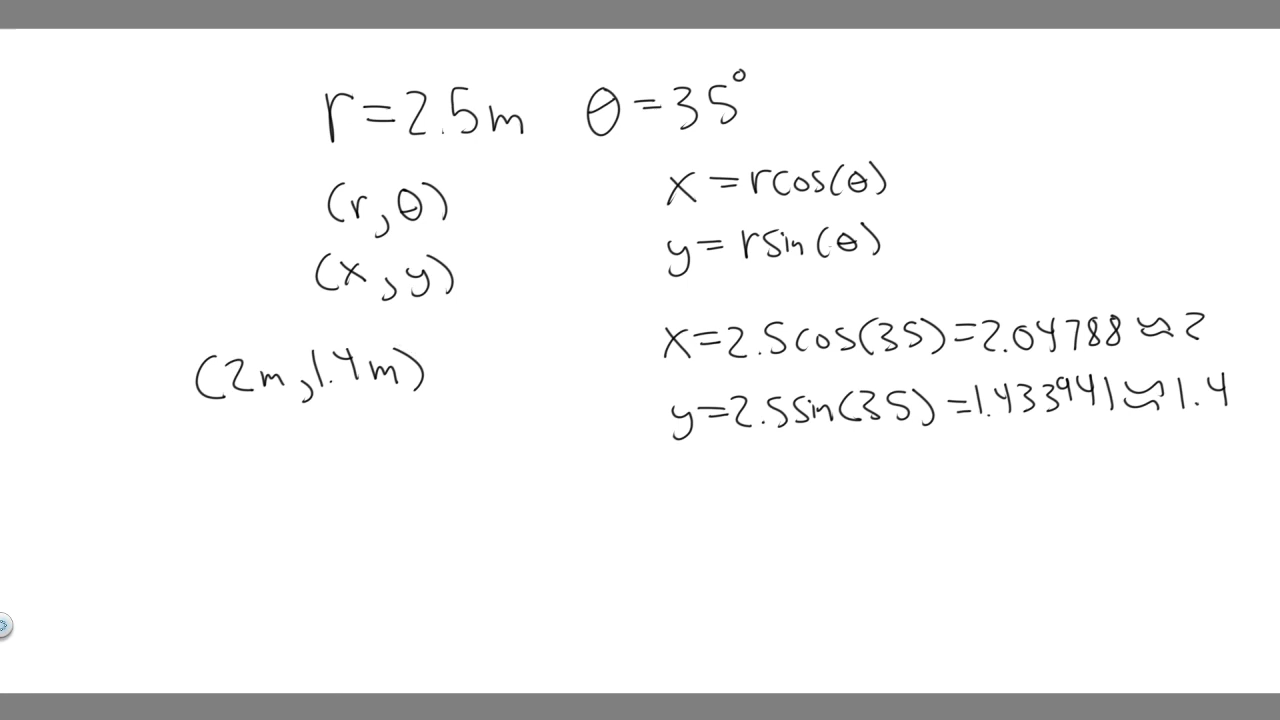 r=2.5m θ=35°
(r,θ)
x=rcos(θ)
(x,y)
y=rsin(θ)
(2m,1.4m)
x=2.5cos(35)=2.04788≈2
y=2.5sin(35)=1.433941≈1.4